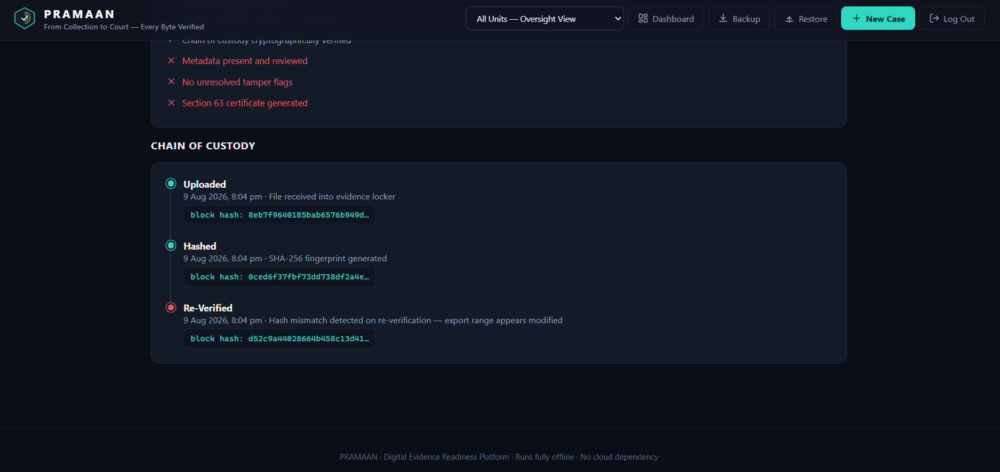 PRAMAAN
From Collection to Court — Every Byte Verified
All Units — Oversight View
Dashboard
Backup
Restore
New Case
Log Out
Chain of custody cryptographically verified
Metadata present and reviewed
No unresolved tamper flags
Section 63 certificate generated
CHAIN OF CUSTODY
Uploaded
9 Aug 2026, 8:04 pm · File received into evidence locker
block hash: 8eb7f9640185bab6576b949d…
Hashed
9 Aug 2026, 8:04 pm · SHA-256 fingerprint generated
block hash: 0ced6f37fbf73dd738df2a4e…
Re-Verified
9 Aug 2026, 8:04 pm · Hash mismatch detected on re-verification — export range appears modified
block hash: d52c9a44028664b458c13d41…
PRAMAAN · Digital Evidence Readiness Platform · Runs fully offline · No cloud dependency